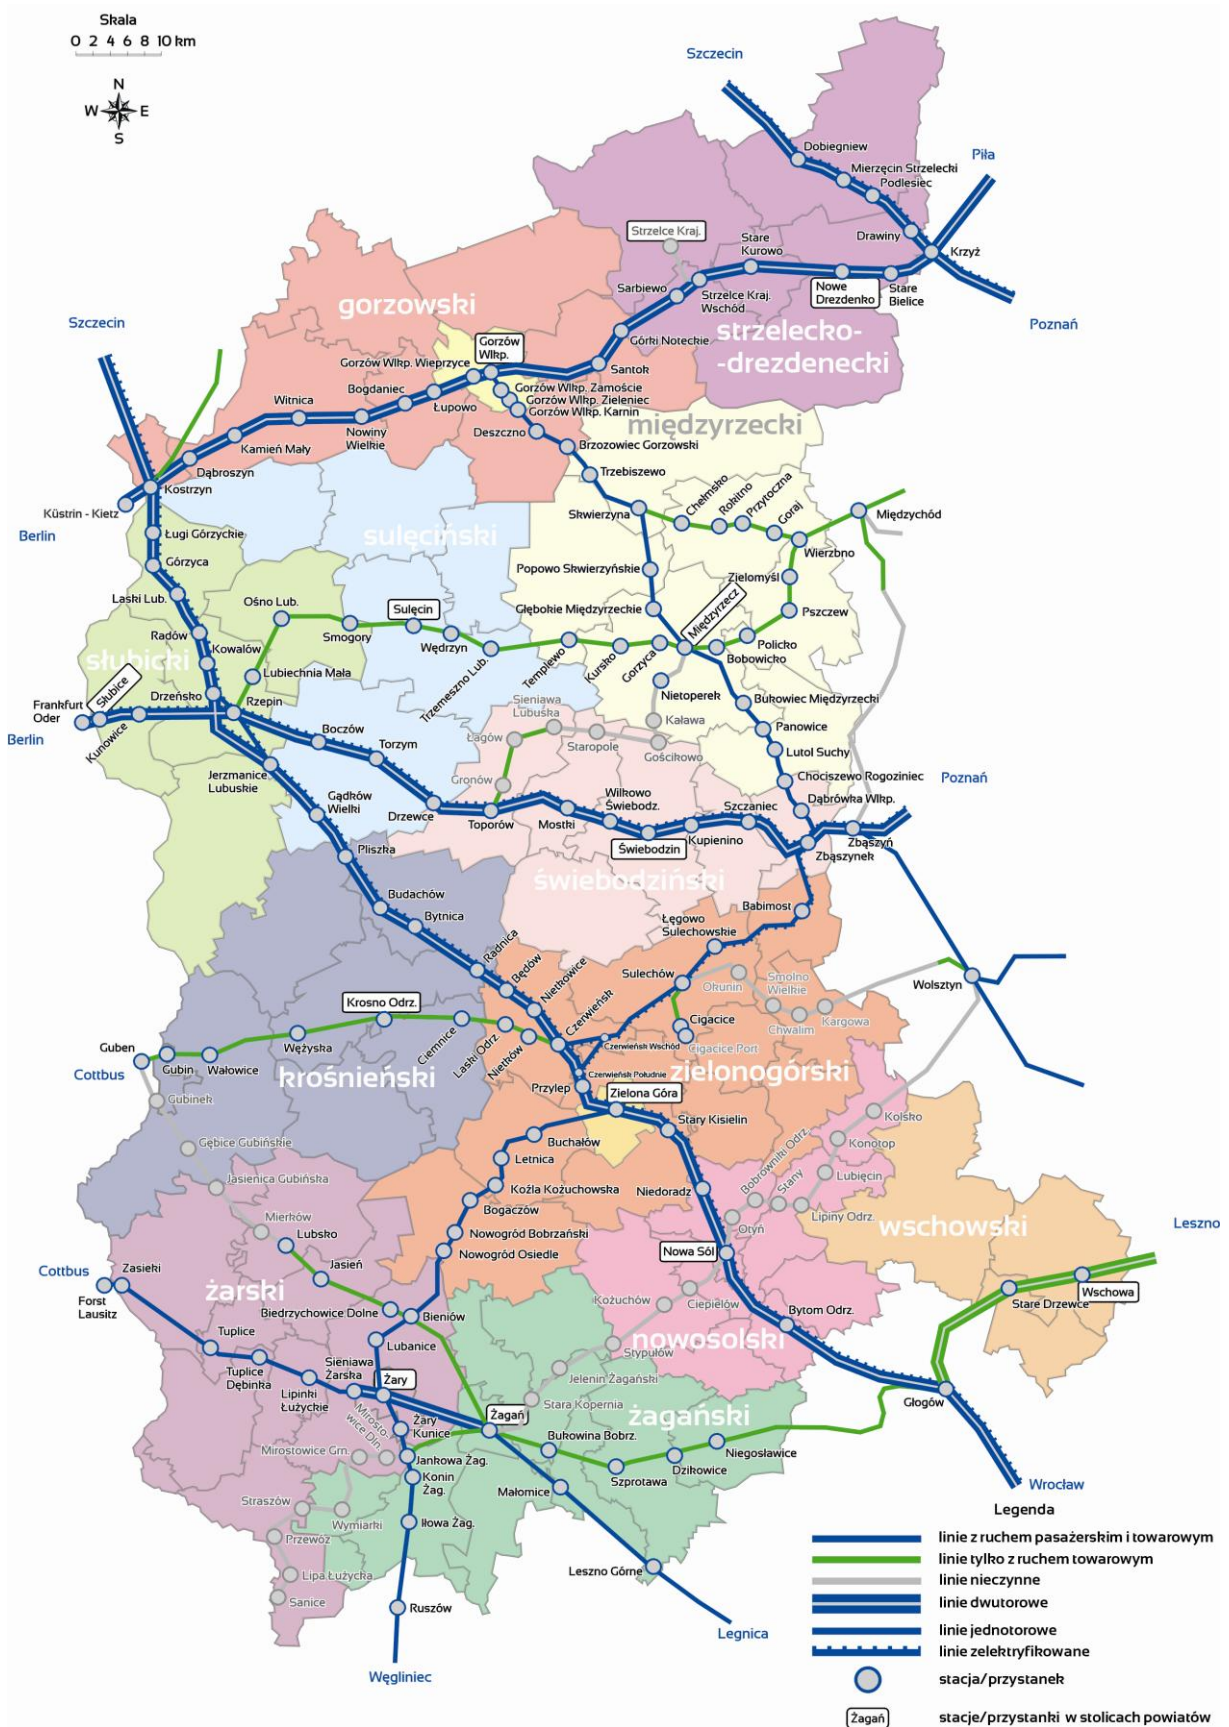 Skala
0 2 4 6 8 10 km
N
W E
S
Szczecin
Dobiegniew
Mierzęcin Strzelecki
Podlesiec
Piła
Drawiny
Krzyż
Strzelce Kraj.
Stare
Kurowo
Sarbiewo
Strzelce Kraj.
Wschód
Nowe
Drezdenko
Stare
Bielice
Poznań
gorzowski
strzelecko-
-drezdenecki
Szczecin
Górki Noteckie
Gorzów
Wlkp.
Gorzów Wlkp. Wieprzyce
Santok
Bogdaniec
Gorzów Wlkp. Zamoście
Gorzów Wlkp. Zieleniec
Gorzów Wlkp. Karnin
Witnica
Łupowo
Nowiny
Wielkie
Deszczno
międzyrzecki
Kamień Mały
Brzozowiec Gorzowski
Dąbroszyn
Trzebiszewo
Kostrzyn
Küstrin - Kietz
Berlin
Skwierzyna
Chełmsko
Rokitno
Przytoczna
Goraj
Międzychód
Ługi Górzyckie
sulęciński
Wierzbno
Górzyca
Popowo Skwierzyńskie
Zielomyśl
Laski Lub.
Ośno Lub.
Sulęcin
Głębokie Międzyrzeckie
Międzyrzecz
Pszczew
Radów
Smogory
Wędrzyn
Policko
słubicki
Kowalów
Trzemeszno Lub.
Templewo
Kursko
Gorzyca
Bobowicko
Lubiechnia Mała
Słubice
Drzeńsko
Rzepin
Frankfurt
Oder
Berlin
Kunowice
Nietoperek
Bukowiec Międzyrzecki
Sieniawa
Lubuska
Kaława
Panowice
Boczów
Łagów
Staropole
Gościkowo
Lutol Suchy
Torzym
Jerzmanice
Lubuskie
Gronów
Chociszewo Rogoziniec
Poznań
Gądków
Wielki
Drzewce
Toporów
Mostki
Wilkowo
Świebodz.
Szczaniec
Dąbrówka Wlkp.
Świebodzin
Kupienino
Zbąszyń
Zbąszynek
Pliszka
świebodziński
Budachów
Bytnica
Babimost
Łęgowo
Sulechowskie
Radnica
Będów
Nietkowice
Sulechów
Okunin
Smolno
Wielkie
Wolsztyn
Krosno Odrz.
Czerwieńsk
Chwalim
Kargowa
Cigacice
Cigacice Port
Czerwieńsk Wschód
Wężyska
Ciemnice
Laski Odrz.
Nietków
Guben
Gubin
Wałowice
Cottbus
krośnieński
Czerwieńsk Południe
zielonogórski
Przylep
Zielona Góra
Gubinek
Stary Kisielin
Kolsko
Gębice Gubińskie
Buchałów
Konotop
Letnica
Bobrowniki Odrz.
Stany
Lubięcin
Jasienica Gubińska
Koźla Kożuchowska
Niedoradz
Bogaczów
Lipiny Odrz.
Otyń
wschowski
Mierków
Lubsko
Nowogród Bobrzański
Nowogród Osiedle
Nowa Sól
Leszno
Cottbus
Zasieki
Jasień
Forst
Lausitz
żarski
Biedrzychowice Dolne
Bieniów
Kożuchów
Ciepielów
Bytom Odrz.
Stare Drzewce
Wschowa
Tuplice
Lubanice
Stypułów
nowosolski
Tuplice
Dębinka
Sieniawa
Żarska
Żary
Jelenin Żagański
Lipinki
Łużyckie
Mirosto-
wice Dln.
Stara Kopernia
Głogów
Żagań
żagański
Żary
Kunice
Bukowina Bobrz.
Niegosławice
Mirostowice Grn.
Jankowa Żag.
Szprotawa
Dzikowice
Konin
Żag.
Małomice
Wrocław
Straszów
Wymiarki
Iłowa Żag.
Przewóz
Lipa Łużycka
Leszno Górne
Sanice
Ruszów
Legnica
Węgliniec
Legenda
linie z ruchem pasażerskim i towarowym
linie tylko z ruchem towarowym
linie nieczynne
linie dwutorowe
linie jednotorowe
linie zelektryfikowane
stacja/przystanek
Żagań stacje/przystanki w stolicach powiatów